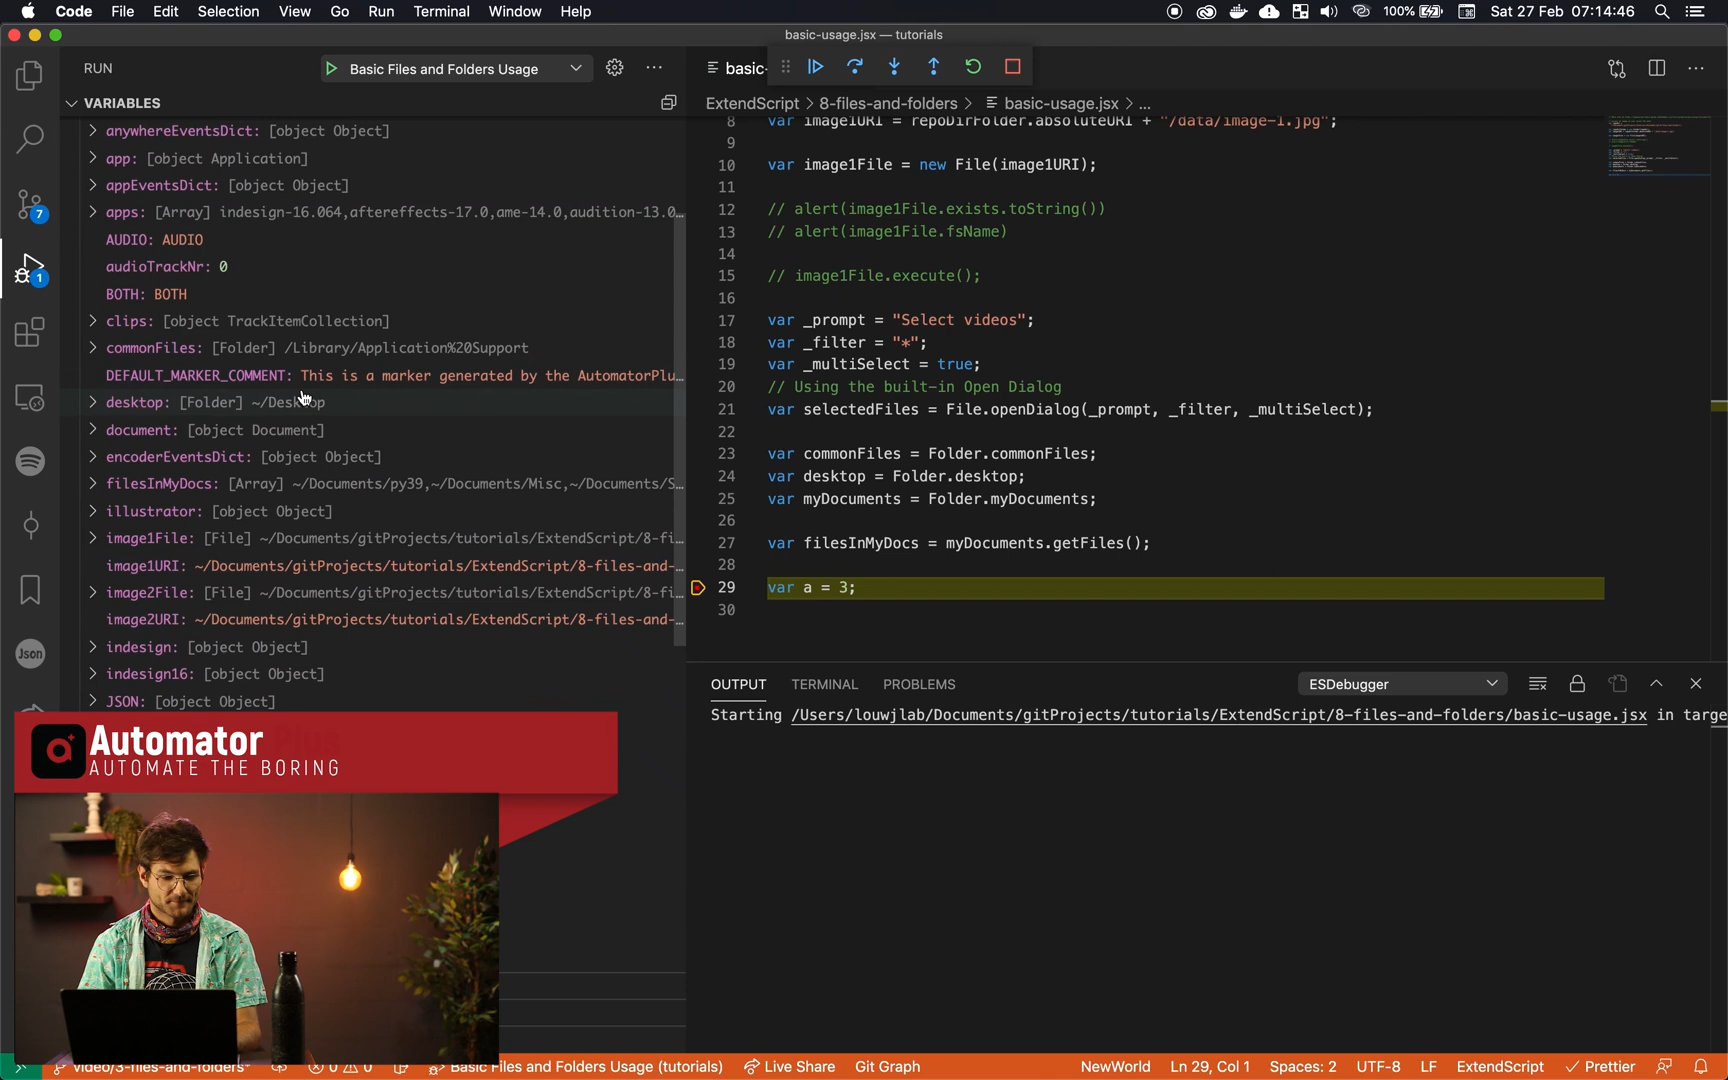 Code File Edit Selection View Go Run Terminal Window Help 100% Sat 27 Feb 07:14:46
basic-usage.jsx — tutorials
RUN Basic Files and Folders Usage
VARIABLES
anywhereEventsDict: [object Object]
app: [object Application]
appEventsDict: [object Object]
apps: [Array] indesign-16.064,aftereffects-17.0,ame-14.0,audition-13.0…
AUDIO: AUDIO
audioTrackNr: 0
BOTH: BOTH
clips: [object TrackItemCollection]
commonFiles: [Folder] /Library/Application%20Support
DEFAULT_MARKER_COMMENT: This is a marker generated by the AutomatorPlu…
desktop: [Folder] ~/Desktop
document: [object Document]
encoderEventsDict: [object Object]
filesInMyDocs: [Array] ~/Documents/py39,~/Documents/Misc,~/Documents/S…
illustrator: [object Object]
image1File: [File] ~/Documents/gitProjects/tutorials/ExtendScript/8-fi…
image1URI: ~/Documents/gitProjects/tutorials/ExtendScript/8-files-and-…
image2File: [File] ~/Documents/gitProjects/tutorials/ExtendScript/8-fi…
image2URI: ~/Documents/gitProjects/tutorials/ExtendScript/8-files-and-…
indesign: [object Object]
indesign16: [object Object]
JSON: [object Object]
7
1
Json
basic-
ExtendScript > 8-files-and-folders > basic-usage.jsx > ...
8 var image1URI = repoDirFolder.absoluteURI + "/data/image-1.jpg";
9
10 var image1File = new File(image1URI);
11
12 // alert(image1File.exists.toString())
13 // alert(image1File.fsName)
14
15 // image1File.execute();
16
17 var _prompt = "Select videos";
18 var _filter = "*";
19 var _multiSelect = true;
20 // Using the built-in Open Dialog
21 var selectedFiles = File.openDialog(_prompt, _filter, _multiSelect);
22
23 var commonFiles = Folder.commonFiles;
24 var desktop = Folder.desktop;
25 var myDocuments = Folder.myDocuments;
26
27 var filesInMyDocs = myDocuments.getFiles();
28
29 var a = 3;
30
OUTPUT TERMINAL PROBLEMS ESDebugger
Starting /Users/louwjlab/Documents/gitProjects/tutorials/ExtendScript/8-files-and-folders/basic-usage.jsx in targe
Automator Plus
AUTOMATE THE BORING
video/3-files-and-folders* 0 0 Basic Files and Folders Usage (tutorials) Live Share Git Graph NewWorld Ln 29, Col 1 Spaces: 2 UTF-8 LF ExtendScript Prettier